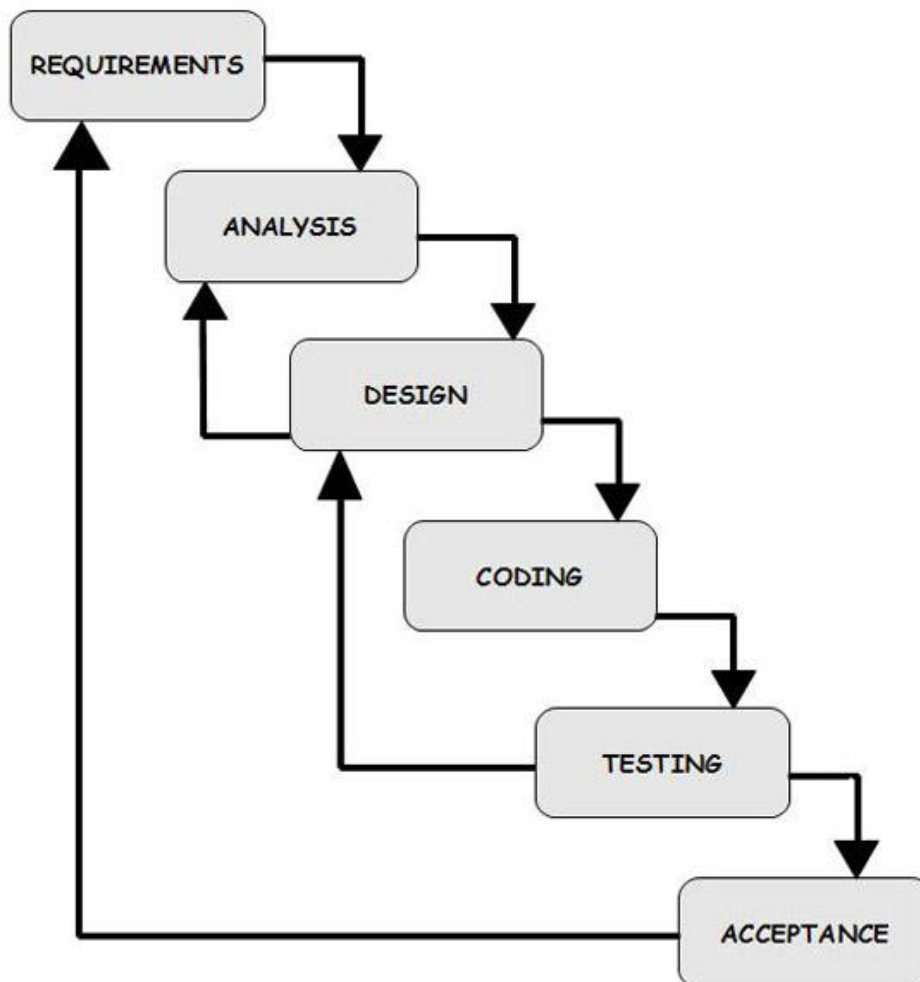 REQUIREMENTS
ANALYSIS
DESIGN
CODING
TESTING
ACCEPTANCE